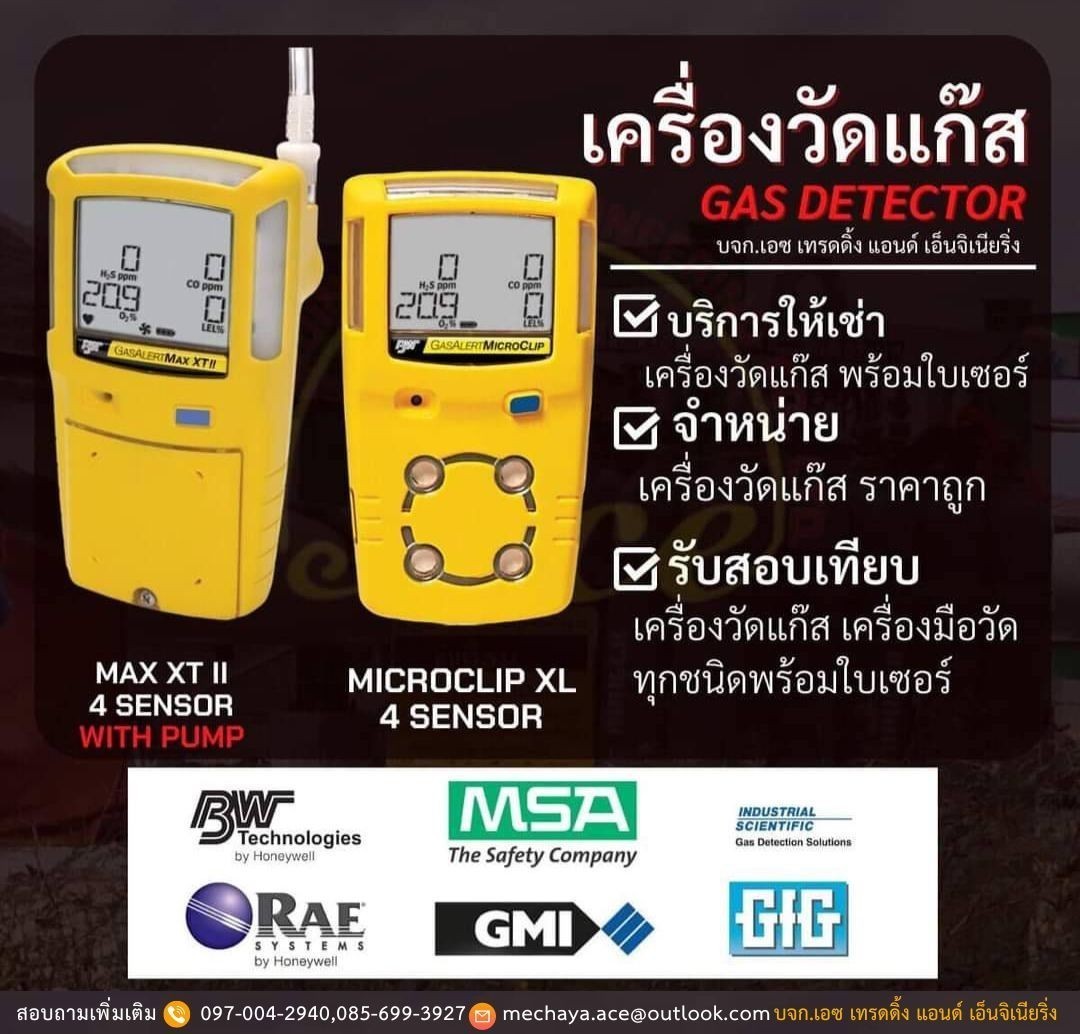 เครื่องวัดแก๊ส
GAS DETECTOR
บจก.เอซ เทรดดิ้ง แอนด์ เอ็นจิเนียริ่ง
บริการให้เช่า
เครื่องวัดแก๊ส พร้อมใบเซอร์
จำหน่าย
เครื่องวัดแก๊ส ราคาถูก
รับสอบเทียบ
เครื่องวัดแก๊ส เครื่องมือวัด
ทุกชนิดพร้อมใบเซอร์
0 0
H₂S ppm CO ppm
20.9 0
O₂% LEL%
BW GASALERTMAX XT II
0 0
H₂S ppm CO ppm
20.9 0
O₂% LEL%
BW GASALERTMICROCLIP
MAX XT II
4 SENSOR
WITH PUMP
MICROCLIP XL
4 SENSOR
BW Technologies
by Honeywell
MSA
The Safety Company
INDUSTRIAL
SCIENTIFIC
Gas Detection Solutions
RAE
SYSTEMS
by Honeywell
GMI
GfG
สอบถามเพิ่มเติม 097-004-2940,085-699-3927 mechaya.ace@outlook.com บจก.เอซ เทรดดิ้ง แอนด์ เอ็นจิเนียริ่ง